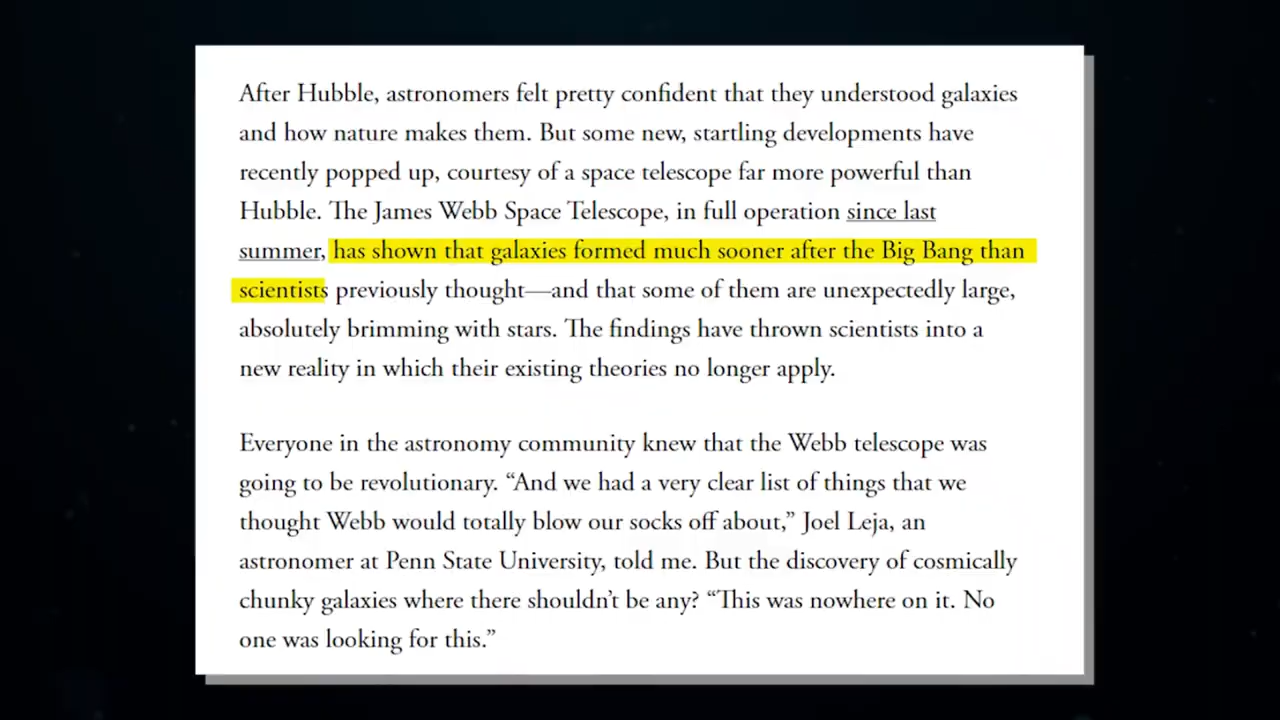 After Hubble, astronomers felt pretty confident that they understood galaxies
and how nature makes them. But some new, startling developments have
recently popped up, courtesy of a space telescope far more powerful than
Hubble. The James Webb Space Telescope, in full operation since last
summer, has shown that galaxies formed much sooner after the Big Bang than
scientists previously thought—and that some of them are unexpectedly large,
absolutely brimming with stars. The findings have thrown scientists into a
new reality in which their existing theories no longer apply.
Everyone in the astronomy community knew that the Webb telescope was
going to be revolutionary. “And we had a very clear list of things that we
thought Webb would totally blow our socks off about,” Joel Leja, an
astronomer at Penn State University, told me. But the discovery of cosmically
chunky galaxies where there shouldn’t be any? “This was nowhere on it. No
one was looking for this.”